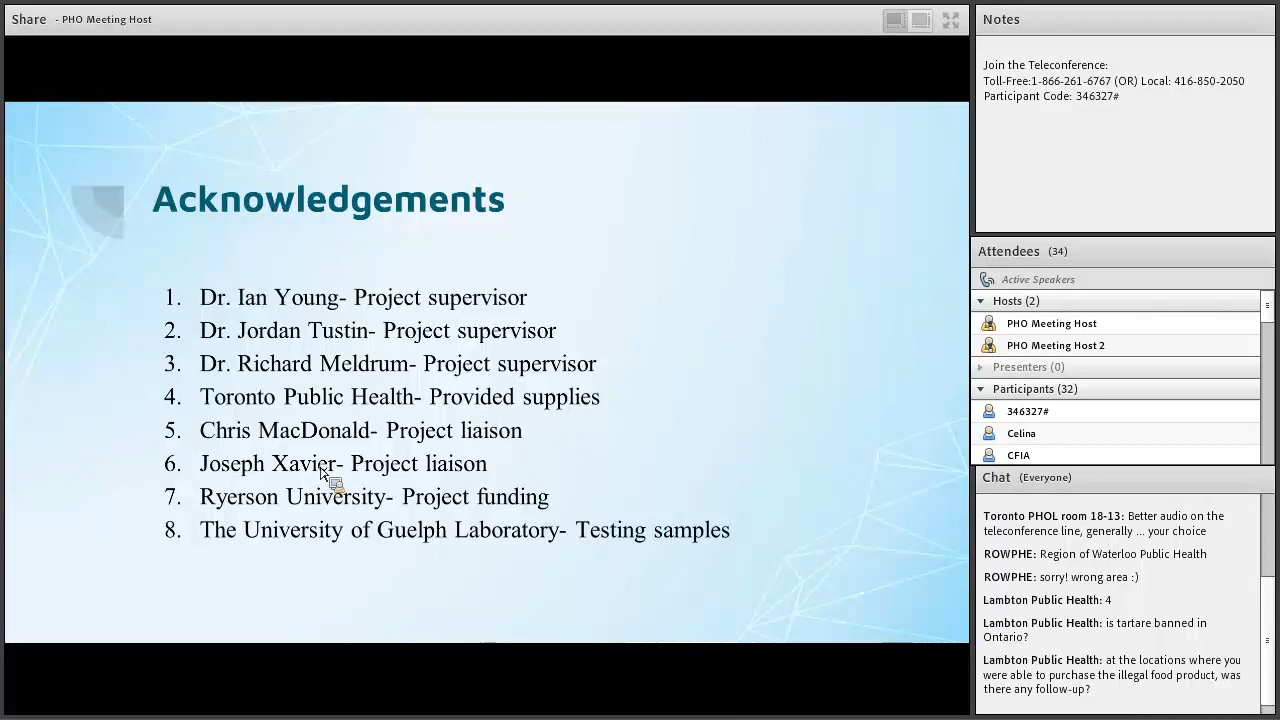 Share - PHO Meeting Host
Acknowledgements
1. Dr. Ian Young- Project supervisor
2. Dr. Jordan Tustin- Project supervisor
3. Dr. Richard Meldrum- Project supervisor
4. Toronto Public Health- Provided supplies
5. Chris MacDonald- Project liaison
6. Joseph Xavier- Project liaison
7. Ryerson University- Project funding
8. The University of Guelph Laboratory- Testing samples
Notes
Join the Teleconference:
Toll-Free:1-866-261-6767 (OR) Local: 416-850-2050
Participant Code: 346327#
Attendees (34)
Active Speakers
Hosts (2)
PHO Meeting Host
PHO Meeting Host 2
Presenters (0)
Participants (32)
346327#
Celina
CFIA
Chat (Everyone)
Toronto PHOL room 18-13: Better audio on the
teleconference line, generally ... your choice
ROWPHE: Region of Waterloo Public Health
ROWPHE: sorry! wrong area :)
Lambton Public Health: 4
Lambton Public Health: is tartare banned in
Ontario?
Lambton Public Health: at the locations where you
were able to purchase the illegal food product, was
there any follow-up?